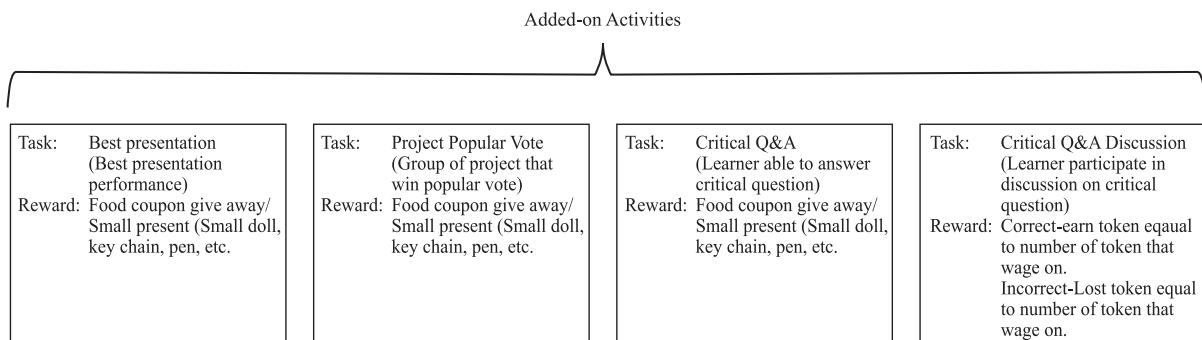 Added-on Activities
Task: Best presentation
(Best presentation
performance)
Reward: Food coupon give away/
Small present (Small doll,
key chain, pen, etc.
Task: Project Popular Vote
(Group of project that
win popular vote)
Reward: Food coupon give away/
Small present (Small doll,
key chain, pen, etc.
Task: Critical Q&A
(Learner able to answer
critical question)
Reward: Food coupon give away/
Small present (Small doll,
key chain, pen, etc.
Task: Critical Q&A Discussion
(Learner participate in
discussion on critical
question)
Reward: Correct-earn token eqaual
to number of token that
wage on.
Incorrect-Lost token equal
to number of token that
wage on.